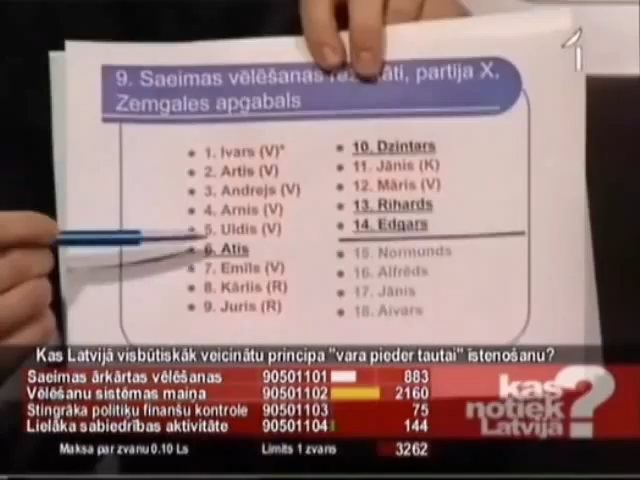 1
9. Saeimas vēlēšanas rezultāti, partija X,
Zemgales apgabals
1. Ivars (V)*
2. Artis (V)
3. Andrejs (V)
4. Arnis (V)
5. Uldis (V)
6. Atis
7. Emīls (V)
8. Kārlis (R)
9. Juris (R)
10. Dzintars
11. Jānis (K)
12. Māris (V)
13. Rihards
14. Edgars
15. Normunds
16. Alfrēds
17. Jānis
18. Aivars
Kas Latvijā visbūtiskāk veicinātu principa "vara pieder tautai" īstenošanu?
Saeimas ārkārtas vēlēšanas 90501101 883
Vēlēšanu sistēmas maiņa 90501102 2160
Stingrāka politiķu finanšu kontrole 90501103 75
Lielāka sabiedrības aktivitāte 90501104 144
Maksa par zvanu 0.10 Ls Limits 1 zvans 3262
kas
notiek
Latvijā
?